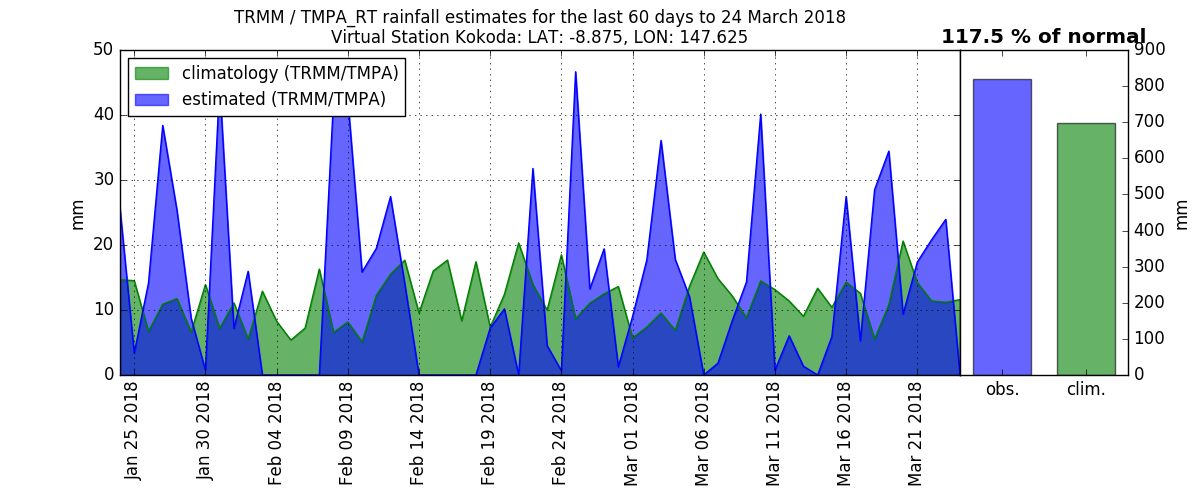 TRMM / TMPA_RT rainfall estimates for the last 60 days to 24 March 2018
Virtual Station Kokoda: LAT: -8.875, LON: 147.625
117.5 % of normal
climatology (TRMM/TMPA)
estimated (TRMM/TMPA)
mm
50
40
30
20
10
0
Jan 25 2018
Jan 30 2018
Feb 04 2018
Feb 09 2018
Feb 14 2018
Feb 19 2018
Feb 24 2018
Mar 01 2018
Mar 06 2018
Mar 11 2018
Mar 16 2018
Mar 21 2018
obs.
clim.
900
800
700
600
500
400
300
200
100
0
mm